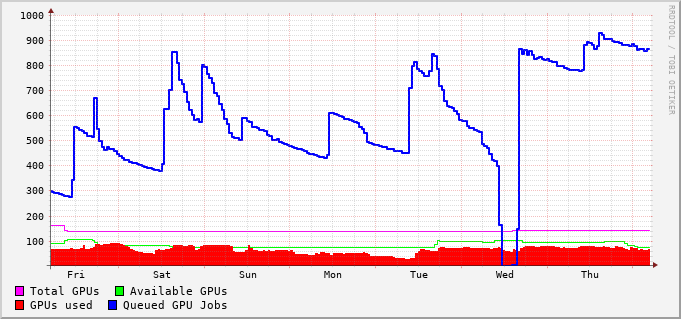 1000
900
800
700
600
500
400
300
200
100
Fri Sat Sun Mon Tue Wed Thu
RRDTOOL / TOBI OETIKER
Total GPUs Available GPUs
GPUs used Queued GPU Jobs